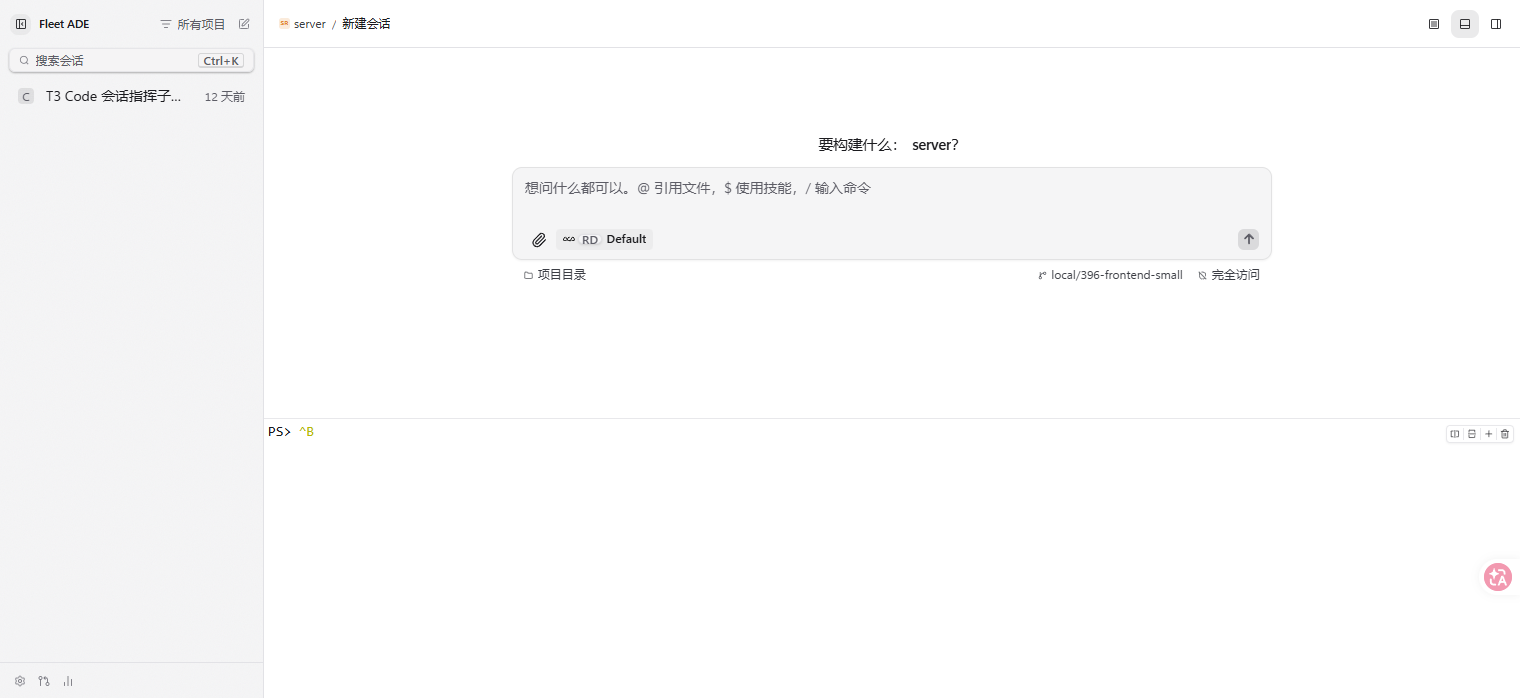 Fleet ADE
所有项目
搜索会话
Ctrl+K
C
T3 Code 会话指挥子...
12 天前
SR server / 新建会话
要构建什么： server?
想问什么都可以。@ 引用文件，$ 使用技能，/ 输入命令
RD Default
项目目录
local/396-frontend-small
完全访问
PS> ^B